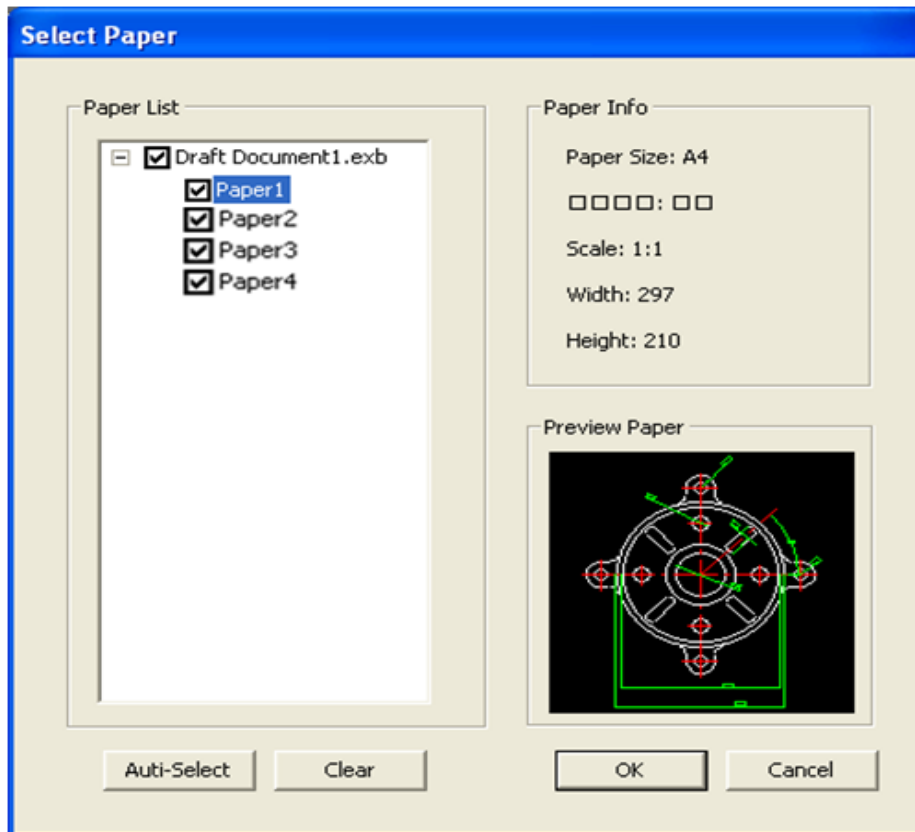 Select Paper
Paper List
Draft Document1.exb
Paper1
Paper2
Paper3
Paper4
Paper Info
Paper Size: A4
□□□□: □□
Scale: 1:1
Width: 297
Height: 210
Preview Paper
Auti-Select
Clear
OK
Cancel